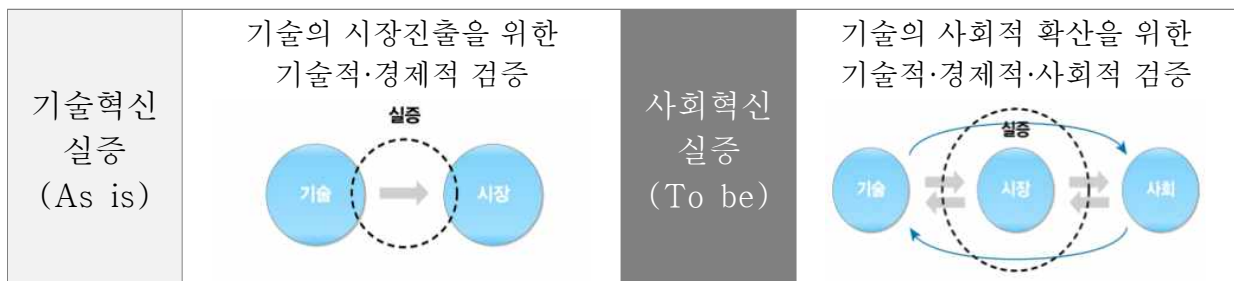 기술혁신
실증
(As is)
기술의 시장진출을 위한
기술적·경제적 검증
실증
기술
시장
사회혁신
실증
(To be)
기술의 사회적 확산을 위한
기술적·경제적·사회적 검증
실증
기술
시장
사회